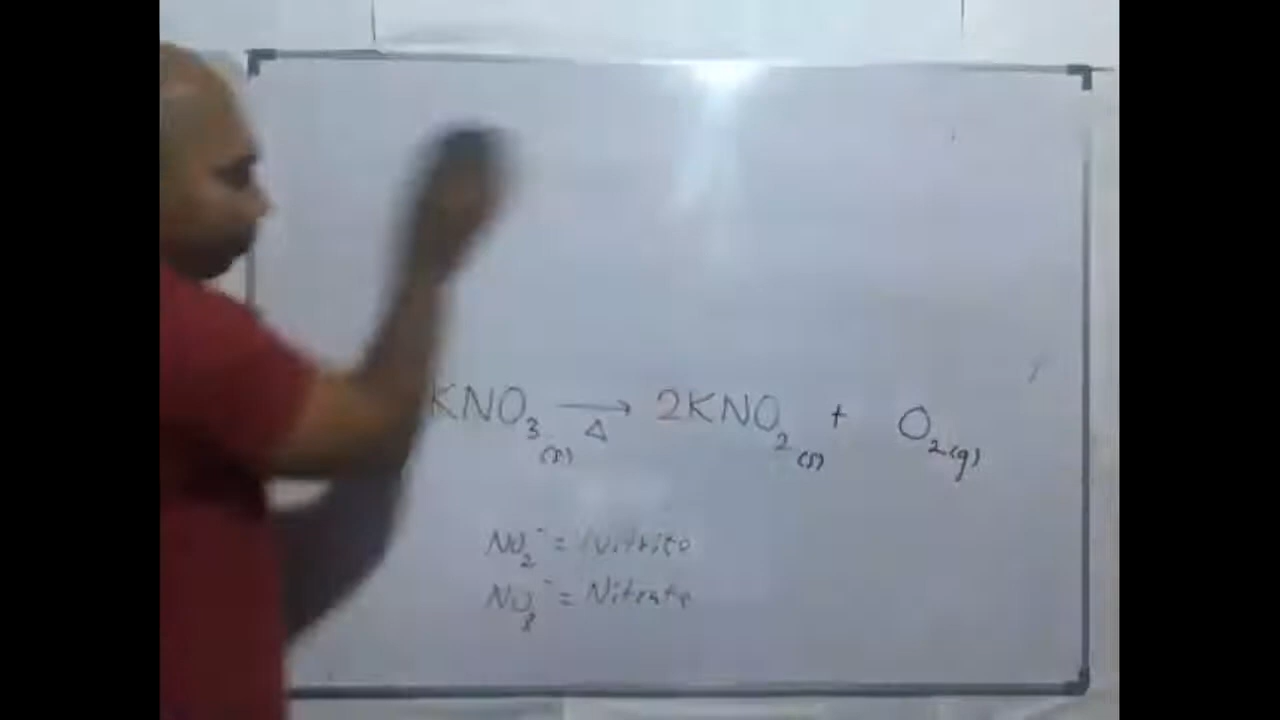 KNO₃(s) →Δ 2KNO₂(s) + O₂(g)
NO₂⁻ = Nitrite
NO₃⁻ = Nitrate